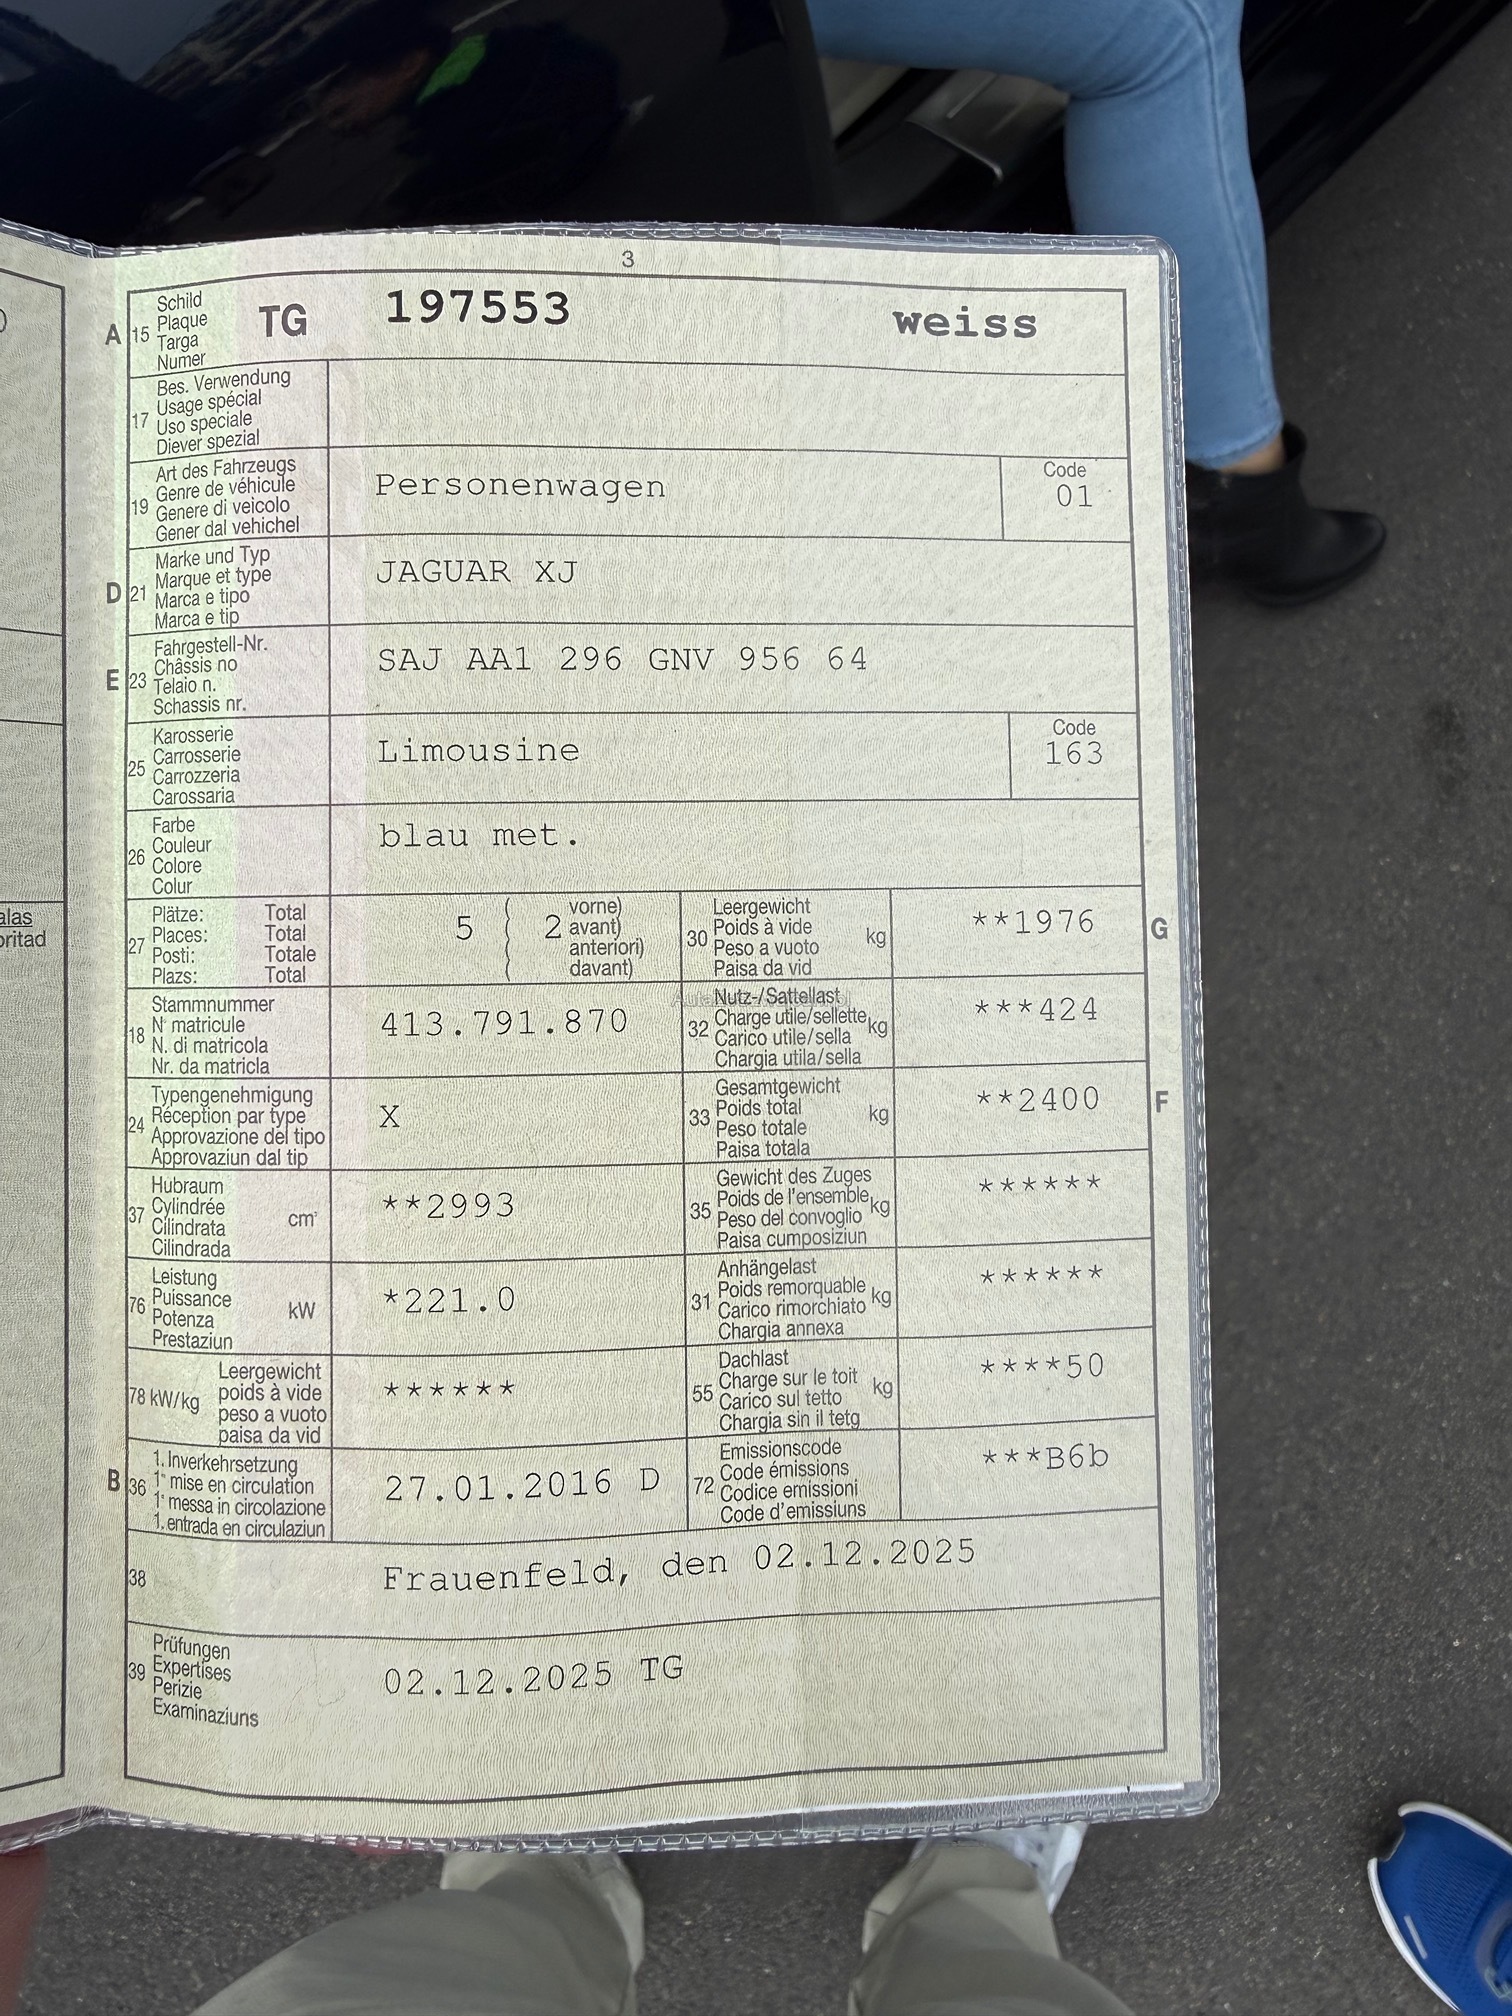 3
A 15 Schild
Plaque
Targa
Numer
TG 197553 weiss
17 Bes. Verwendung
Usage spécial
Uso speciale
Diever spezial
19 Art des Fahrzeugs
Genre de véhicule
Genere di veicolo
Gener dal vehichel
Personenwagen
Code
01
D 21 Marke und Typ
Marque et type
Marca e tipo
Marca e tip
JAGUAR XJ
E 23 Fahrgestell-Nr.
Châssis no
Telaio n.
Schassis nr.
SAJ AA1 296 GNV 956 64
25 Karosserie
Carrosserie
Carrozzeria
Carossaria
Limousine
Code
163
26 Farbe
Couleur
Colore
Colur
blau met.
27 Plätze: Total
Places: Total
Posti: Totale
Plazs: Total
5 ( 2 vorne)
avant)
anteriori)
davant)
30 Leergewicht
Poids à vide
Peso a vuoto
Paisa da vid
kg
**1976
G
alas
oritad
18 Stammnummer
N° matricule
N. di matricola
Nr. da matricla
413.791.870
32 Nutz-/Sattellast
Charge utile/sellette
Carico utile/sella
Chargia utila/sella
kg
***424
24 Typengenehmigung
Réception par type
Approvazione del tipo
Approvaziun dal tip
X
33 Gesamtgewicht
Poids total
Peso totale
Paisa totala
kg
**2400
F
37 Hubraum
Cylindrée
Cilindrata
Cilindrada
cm³
**2993
35 Gewicht des Zuges
Poids de l'ensemble
Peso del convoglio
Paisa cumposiziun
kg
******
76 Leistung
Puissance
Potenza
Prestaziun
kW
*221.0
31 Anhängelast
Poids remorquable
Carico rimorchiato
Chargia annexa
kg
******
78 kW/kg Leergewicht
poids à vide
peso a vuoto
paisa da vid
******
55 Dachlast
Charge sur le toit
Carico sul tetto
Chargia sin il tetg
kg
****50
B 36 1. Inverkehrsetzung
1re mise en circulation
1a messa in circolazione
1. entrada en circulaziun
27.01.2016 D
72 Emissionscode
Code émissions
Codice emissioni
Code d'emissiuns
***B6b
38
Frauenfeld, den 02.12.2025
39 Prüfungen
Expertises
Perizie
Examinaziuns
02.12.2025 TG